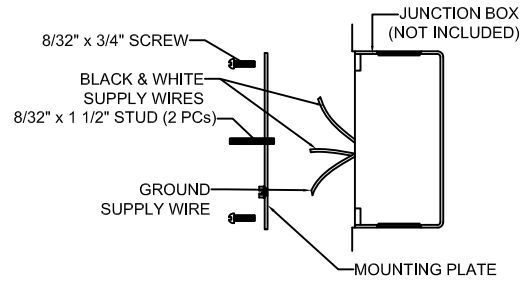 JUNCTION BOX
(NOT INCLUDED)
8/32" x 3/4" SCREW
BLACK & WHITE
SUPPLY WIRES
8/32" x 1 1/2" STUD (2 PCs)
GROUND
SUPPLY WIRE
MOUNTING PLATE